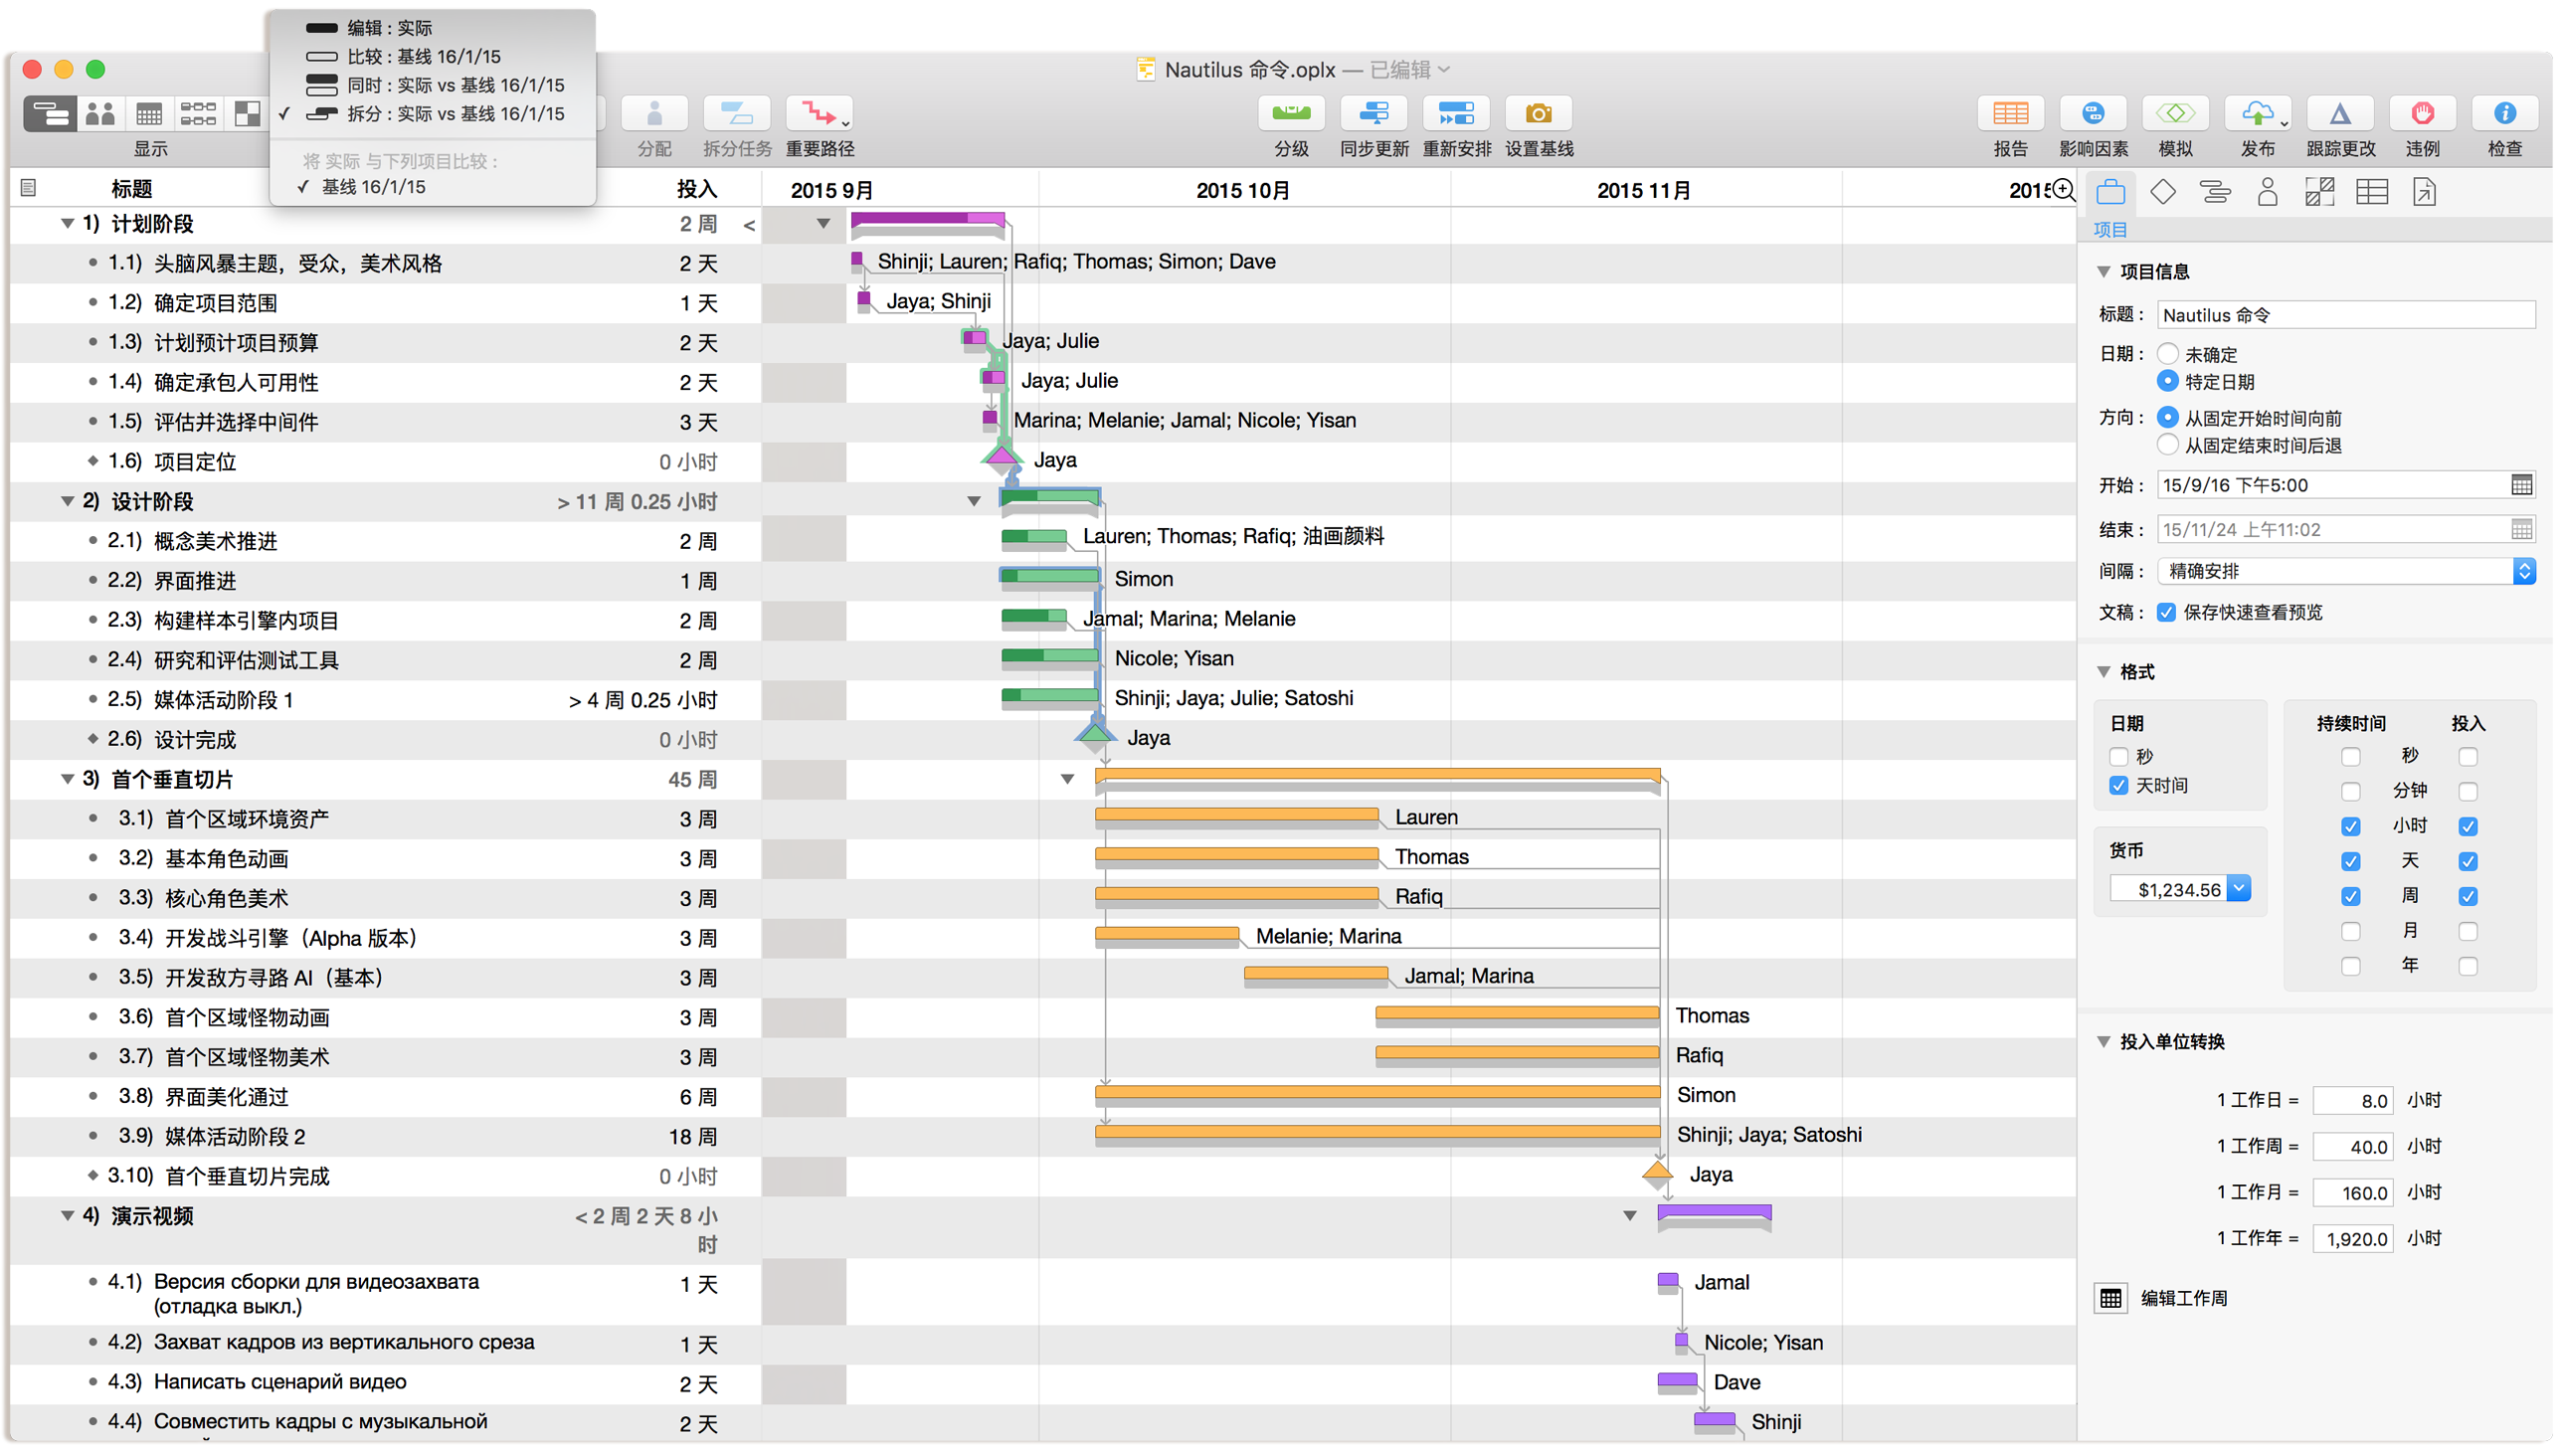 编辑 : 实际
比较 : 基线 16/1/15
同时 : 实际 vs 基线 16/1/15
✓ 拆分 : 实际 vs 基线 16/1/15
将 实际 与下列项目比较 :
✓ 基线 16/1/15
Nautilus 命令.oplx — 已编辑
显示
分配
拆分任务
重要路径
分级
同步更新
重新安排
设置基线
报告
影响因素
模拟
发布
跟踪更改
违例
检查
标题 投入
2015 9月 2015 10月 2015 11月 2015
1) 计划阶段 2 周 <
1.1) 头脑风暴主题，受众，美术风格 2 天 Shinji; Lauren; Rafiq; Thomas; Simon; Dave
1.2) 确定项目范围 1 天 Jaya; Shinji
1.3) 计划预计项目预算 2 天 Jaya; Julie
1.4) 确定承包人可用性 2 天 Jaya; Julie
1.5) 评估并选择中间件 3 天 Marina; Melanie; Jamal; Nicole; Yisan
1.6) 项目定位 0 小时 Jaya
2) 设计阶段 > 11 周 0.25 小时
2.1) 概念美术推进 2 周 Lauren; Thomas; Rafiq; 油画颜料
2.2) 界面推进 1 周 Simon
2.3) 构建样本引擎内项目 2 周 Jamal; Marina; Melanie
2.4) 研究和评估测试工具 2 周 Nicole; Yisan
2.5) 媒体活动阶段 1 > 4 周 0.25 小时 Shinji; Jaya; Julie; Satoshi
2.6) 设计完成 0 小时 Jaya
3) 首个垂直切片 45 周
3.1) 首个区域环境资产 3 周 Lauren
3.2) 基本角色动画 3 周 Thomas
3.3) 核心角色美术 3 周 Rafiq
3.4) 开发战斗引擎（Alpha 版本） 3 周 Melanie; Marina
3.5) 开发敌方寻路 AI（基本） 3 周 Jamal; Marina
3.6) 首个区域怪物动画 3 周 Thomas
3.7) 首个区域怪物美术 3 周 Rafiq
3.8) 界面美化通过 6 周 Simon
3.9) 媒体活动阶段 2 18 周 Shinji; Jaya; Satoshi
3.10) 首个垂直切片完成 0 小时 Jaya
4) 演示视频 < 2 周 2 天 8 小
时
4.1) Версия сборки для видеозахвата 1 天 Jamal
(отладка выкл.)
4.2) Захват кадров из вертикального среза 1 天 Nicole; Yisan
4.3) Написать сценарий видео 2 天 Dave
4.4) Совместить кадры с музыкальной 2 天 Shinji
项目
项目信息
标题 : Nautilus 命令
日期 : 未确定
特定日期
方向 : 从固定开始时间向前
从固定结束时间后退
开始 : 15/9/16 下午5:00
结束 : 15/11/24 上午11:02
间隔 : 精确安排
文稿 : 保存快速查看预览
格式
日期
秒
天时间
货币
$1,234.56
持续时间 投入
秒
分钟
小时
天
周
月
年
投入单位转换
1 工作日 = 8.0 小时
1 工作周 = 40.0 小时
1 工作月 = 160.0 小时
1 工作年 = 1,920.0 小时
编辑工作周